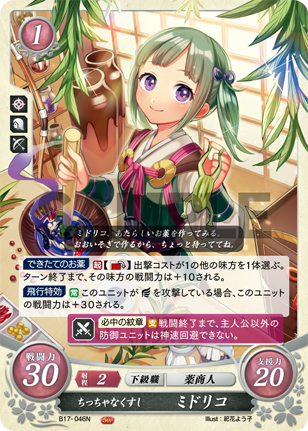 1
ミドリコ、あたらしいお薬を作ってみる。
おおいそぎで作るから、ちょっと待っててね。
できたてのお薬 起【】出撃コストが1の他の味方を1体選ぶ。
ターン終了まで、その味方の戦闘力は+10される。
飛行特効 常 このユニットが を攻撃している場合、このユニット
の戦闘力は+30される。
必中の紋章 支 戦闘終了まで、主人公以外の
防御ユニットは神速回避できない。
戦闘力
30
射程 2 下級職 薬商人
支援力
20
ちっちゃなくすし ミドリコ
B17-046N
Illust:祀花よう子